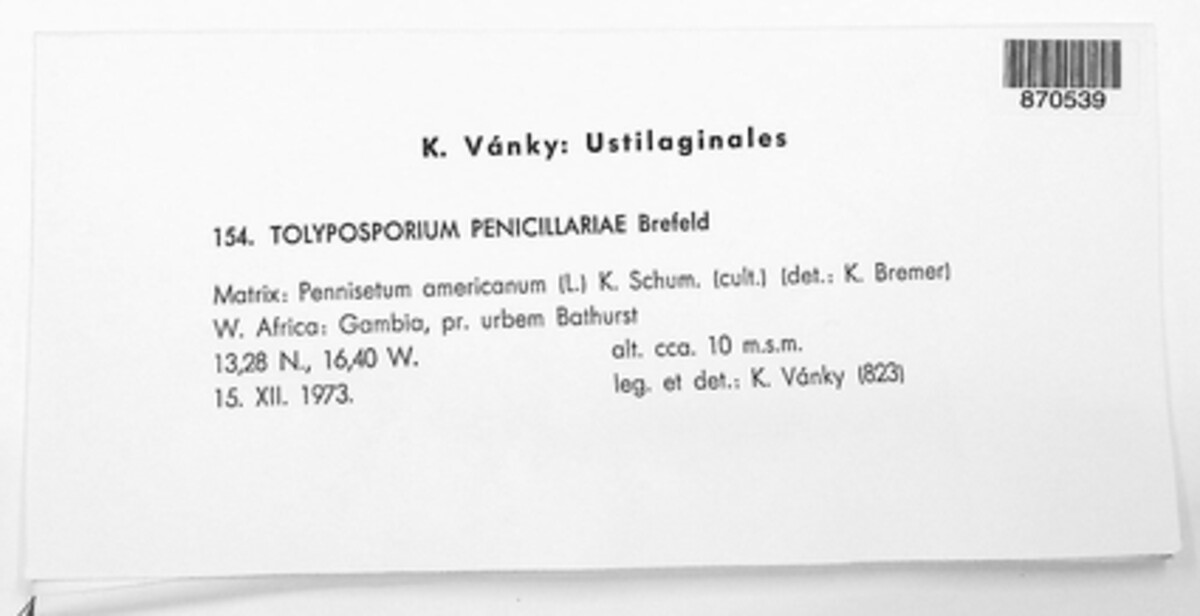 870539
K. Vánky: Ustilaginales
154. TOLYPOSPORIUM PENICILLARIAE Brefeld
Matrix: Pennisetum americanum (L.) K. Schum. (cult.) (det.: K. Bremer)
W. Africa: Gambia, pr. urbem Bathurst
13,28 N., 16,40 W. alt. cca. 10 m.s.m.
15. XII. 1973. leg. et det.: K. Vánky (823)